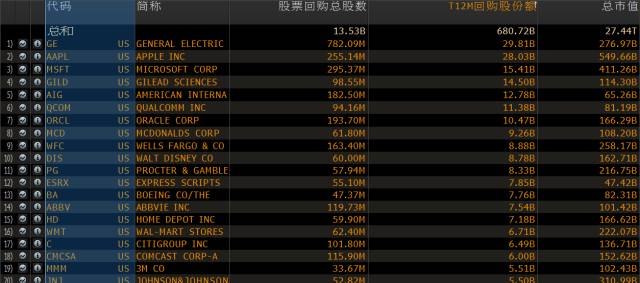 代码 简称 股票回购总股数 T12M回购股份额 总市值
总和 13.53B 680.72B 27.44T
1) GE US GENERAL ELECTRIC 782.09M 29.81B 276.97B
2) AAPL US APPLE INC 255.14M 28.03B 549.66B
3) MSFT US MICROSOFT CORP 295.37M 15.41B 411.26B
4) GILD US GILEAD SCIENCES 98.55M 14.50B 114.30B
5) AIG US AMERICAN INTERNA 182.50M 12.78B 65.26B
6) QCOM US QUALCOMM INC 94.16M 11.38B 81.19B
7) ORCL US ORACLE CORP 193.70M 10.47B 166.29B
8) MCD US MCDONALDS CORP 61.80M 9.26B 108.20B
9) WFC US WELLS FARGO & CO 163.40M 8.88B 258.17B
10) DIS US WALT DISNEY CO 60.00M 8.78B 162.71B
11) PG US PROCTER & GAMBLE 57.94M 8.33B 216.75B
12) ESRX US EXPRESS SCRIPTS 55.10M 7.85B 47.42B
13) BA US BOEING CO/THE 47.37M 7.76B 82.31B
14) ABBV US ABBVIE INC 119.73M 7.54B 101.42B
15) HD US HOME DEPOT INC 59.90M 7.18B 166.62B
16) WMT US WAL-MART STORES 62.40M 6.71B 222.07B
17) C US CITIGROUP INC 101.80M 6.49B 136.71B
18) CMCSA US COMCAST CORP-A 115.90M 6.00B 152.62B
19) MMM US 3M CO 33.67M 5.51B 102.43B
20) JNJ US JOHNSON&JOHNSON 52.82M 5.50B 310.99B